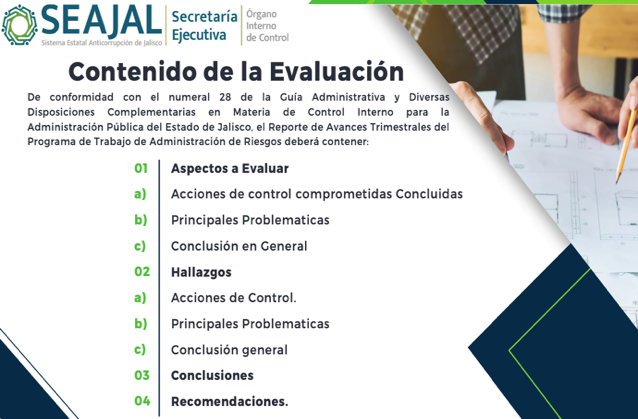 SEAJAL
Sistema Estatal Anticorrupción de Jalisco
Secretaría
Ejecutiva
Órgano
Interno
de Control
Contenido de la Evaluación
De conformidad con el numeral 28 de la Guía Administrativa y Diversas
Disposiciones Complementarias en Materia de Control Interno para la
Administración Pública del Estado de Jalisco, el Reporte de Avances Trimestrales del
Programa de Trabajo de Administración de Riesgos deberá contener:
01 Aspectos a Evaluar
a) Acciones de control comprometidas Concluidas
b) Principales Problematicas
c) Conclusión en General
02 Hallazgos
a) Acciones de Control.
b) Principales Problematicas
c) Conclusión general
03 Conclusiones
04 Recomendaciones.